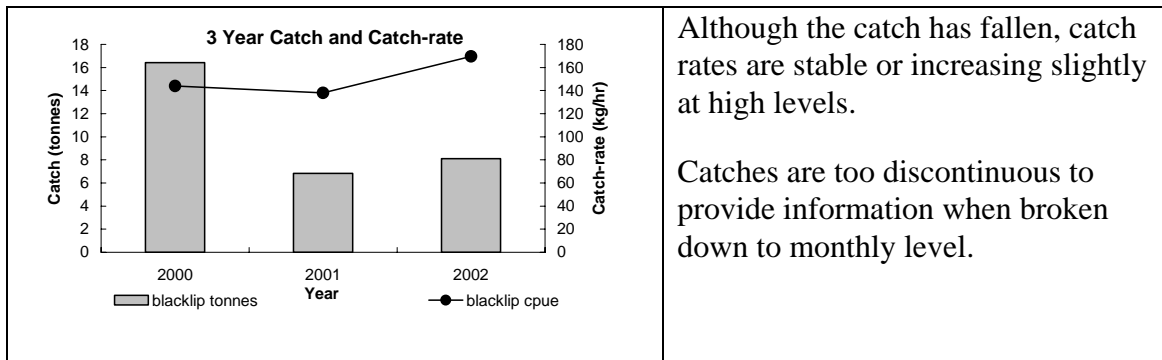 3 Year Catch and Catch-rate
18
16
14
12
10
8
6
4
2
0
Catch (tonnes)
180
160
140
120
100
80
60
40
20
0
Catch-rate (kg/hr)
2000 2001 2002
Year
blacklip tonnes blacklip cpue
Although the catch has fallen, catch
rates are stable or increasing slightly
at high levels.
Catches are too discontinuous to
provide information when broken
down to monthly level.